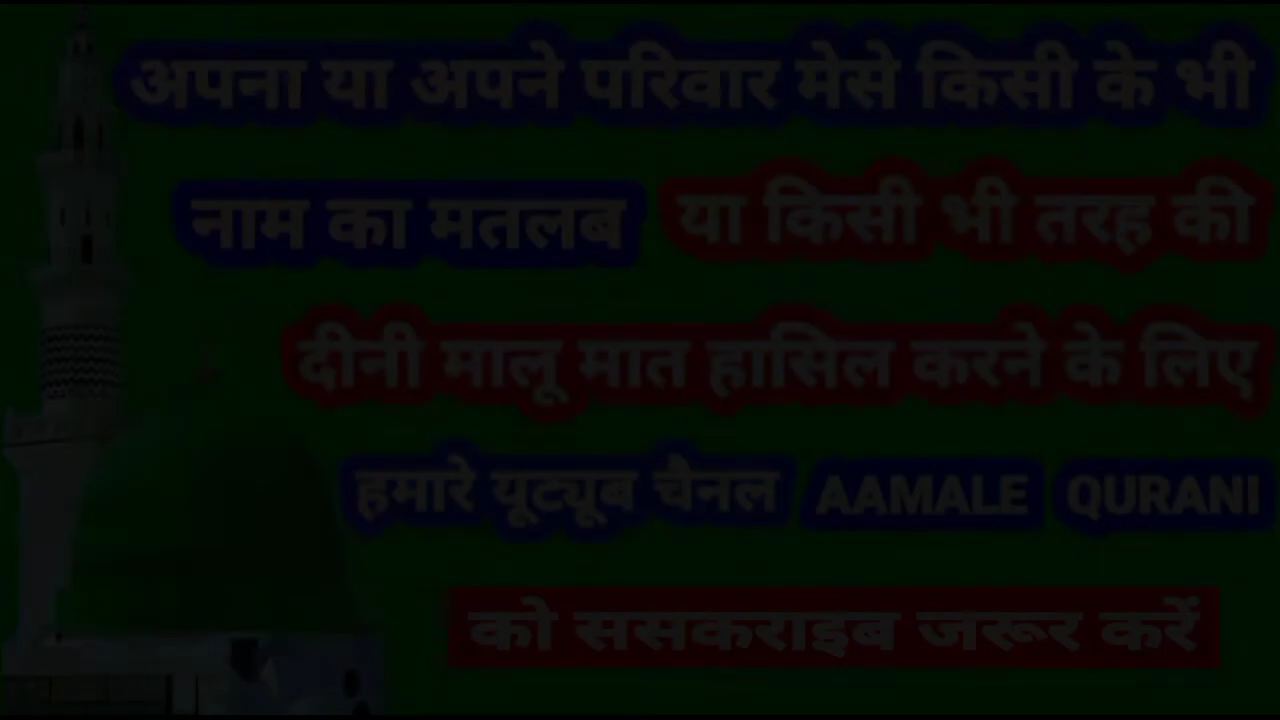 अपना या अपने परिवार मेसे किसी के भी
नाम का मतलब या किसी भी तरह की
दीनी मालू मात हासिल करने के लिए
हमारे यूट्यूब चैनल AAMALE QURANI
को ससकराइब जरूर करें